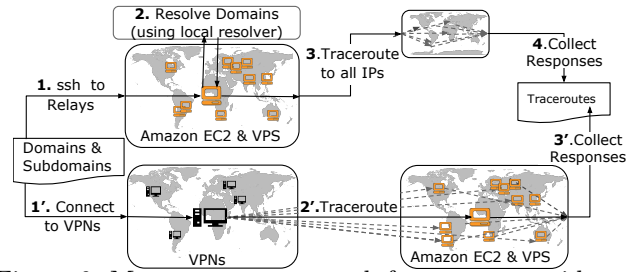 2. Resolve Domains
(using local resolver)
3.Traceroute
to all IPs
4.Collect
Responses
1. ssh to
Relays
Amazon EC2 & VPS
Traceroutes
Domains &
Subdomains
3'.Collect
Responses
1'. Connect
to VPNs
2'.Traceroute
VPNs
Amazon EC2 & VPS